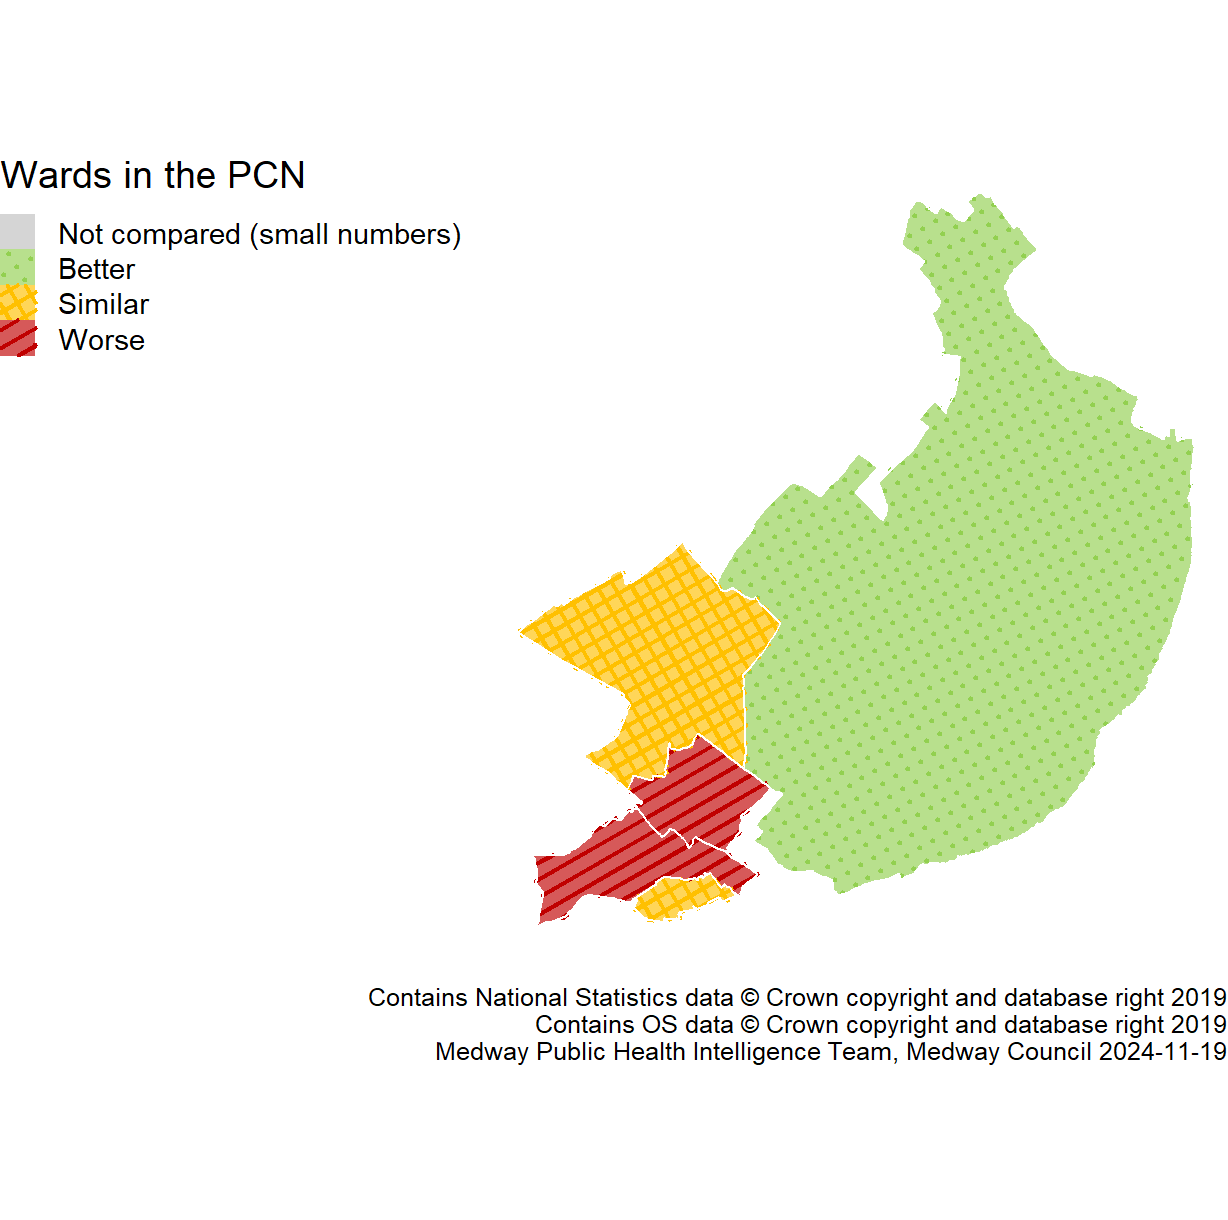 Wards in the PCN
Not compared (small numbers)
Better
Similar
Worse
Contains National Statistics data © Crown copyright and database right 2019
Contains OS data © Crown copyright and database right 2019
Medway Public Health Intelligence Team, Medway Council 2024-11-19